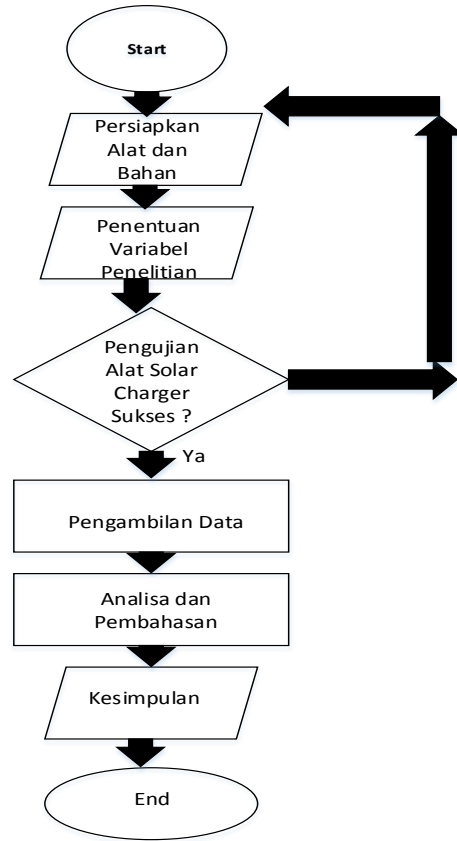 Start
Persiapkan
Alat dan
Bahan
Penentuan
Variabel
Penelitian
Pengujian
Alat Solar
Charger
Sukses ?
Ya
Pengambilan Data
Analisa dan
Pembahasan
Kesimpulan
End